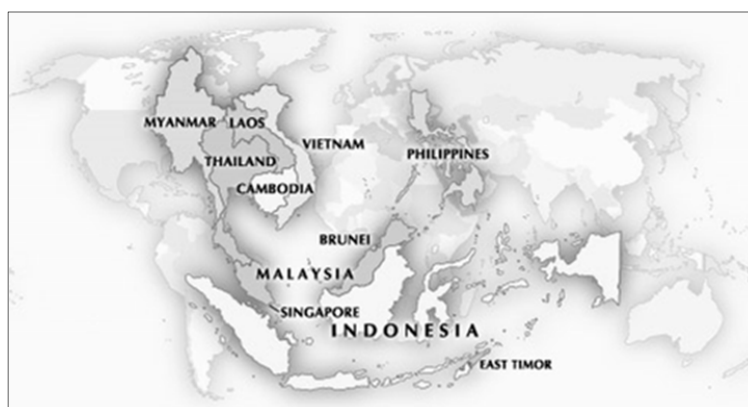 MYANMAR
LAOS
VIETNAM
THAILAND
PHILIPPINES
CAMBODIA
BRUNEI
MALAYSIA
SINGAPORE
INDONESIA
EAST TIMOR